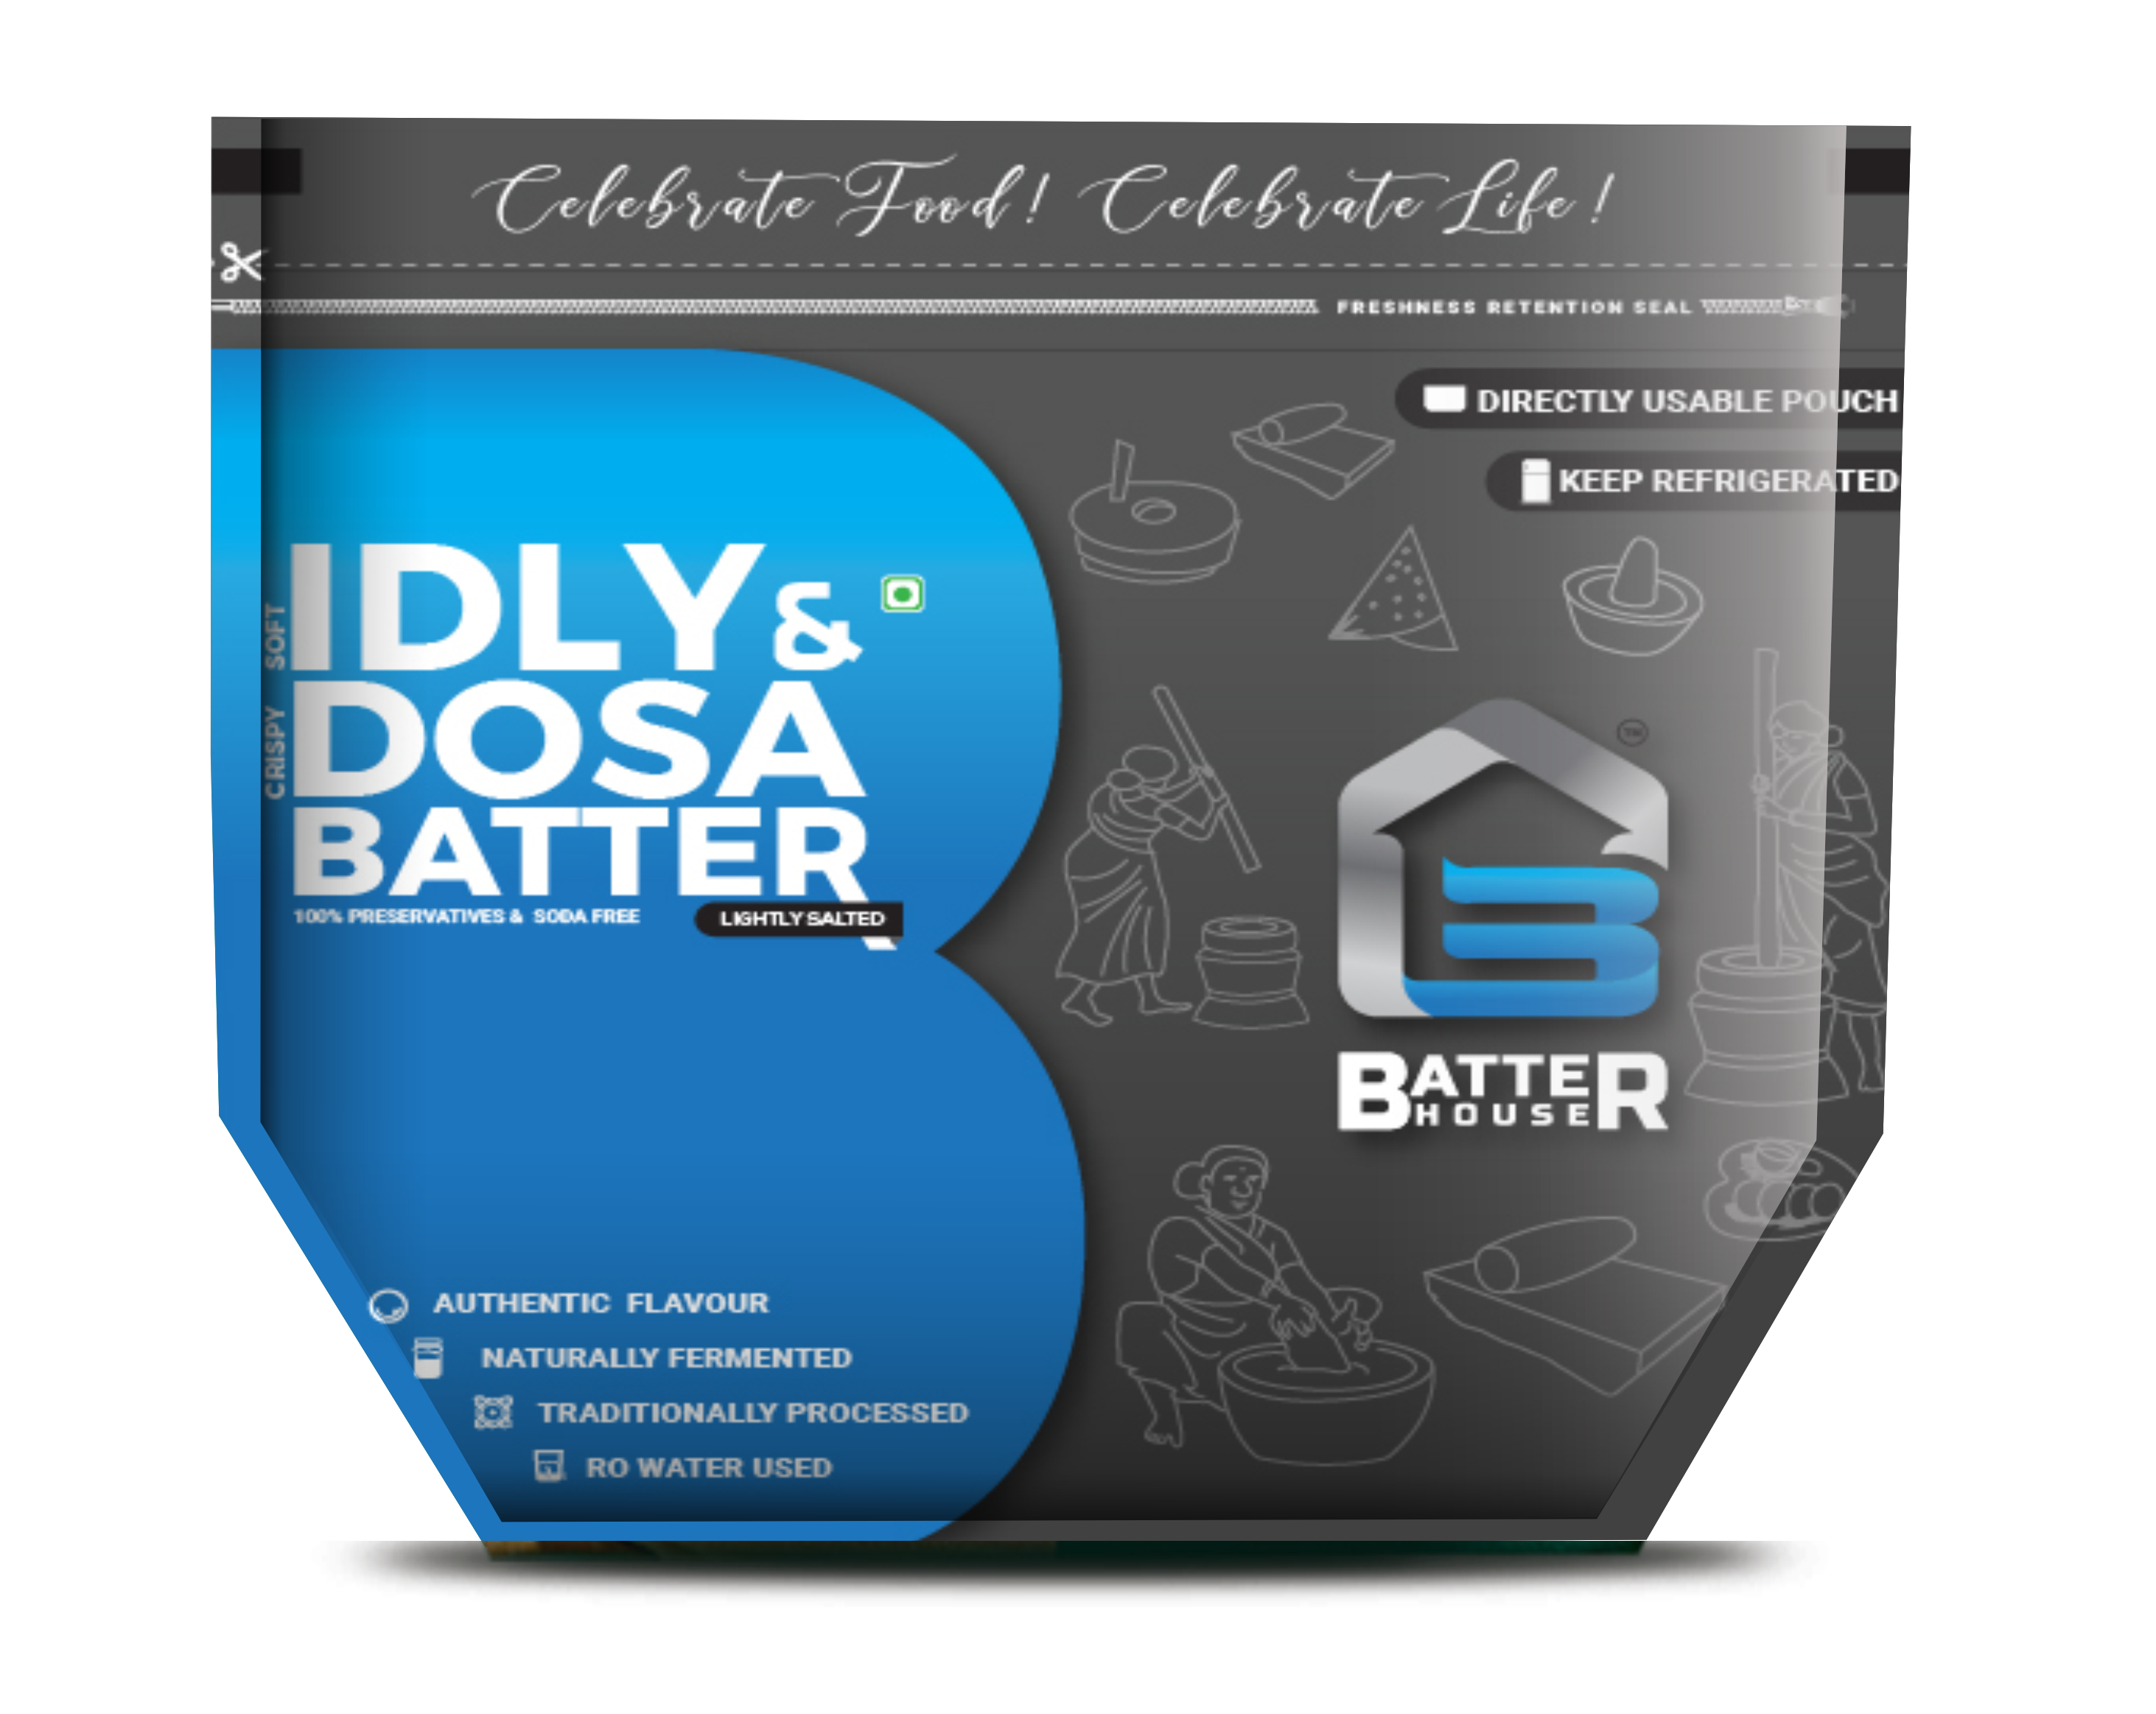 Celebrate Food! Celebrate Life!
FRESHNESS RETENTION SEAL
DIRECTLY USABLE POUCH
KEEP REFRIGERATED
SOFT
IDLY &
CRISPY
DOSA
BATTER
100% PRESERVATIVES & SODA FREE
LIGHTLY SALTED
TM
BATTER
HOUSE
AUTHENTIC FLAVOUR
NATURALLY FERMENTED
TRADITIONALLY PROCESSED
RO WATER USED